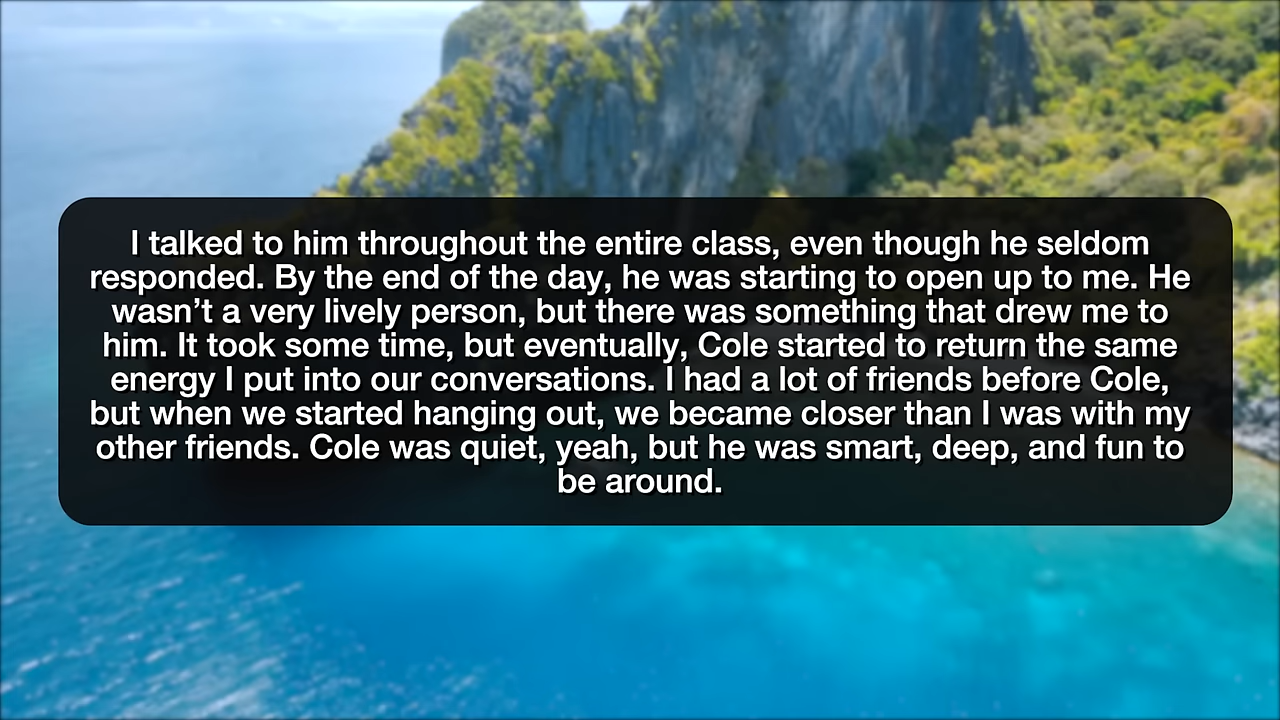 I talked to him throughout the entire class, even though he seldom
responded. By the end of the day, he was starting to open up to me. He
wasn’t a very lively person, but there was something that drew me to
him. It took some time, but eventually, Cole started to return the same
energy I put into our conversations. I had a lot of friends before Cole,
but when we started hanging out, we became closer than I was with my
other friends. Cole was quiet, yeah, but he was smart, deep, and fun to
be around.